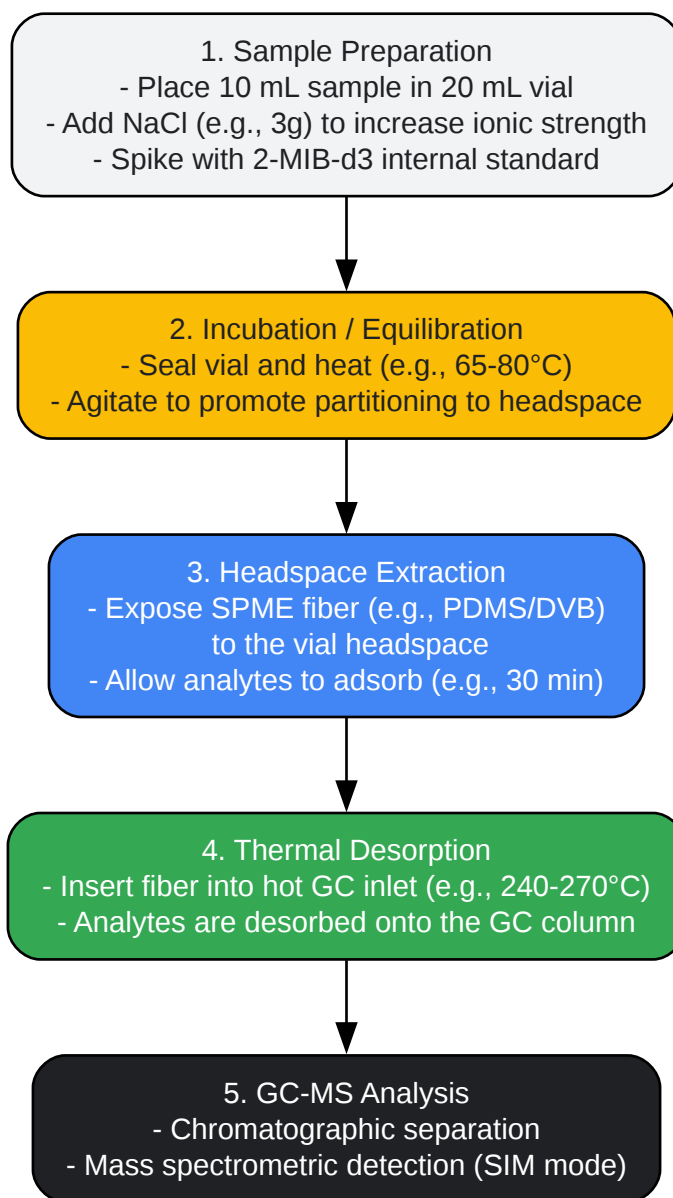 1. Sample Preparation
- Place 10 mL sample in 20 mL vial
- Add NaCl (e.g., 3g) to increase ionic strength
- Spike with 2-MIB-d3 internal standard
2. Incubation / Equilibration
- Seal vial and heat (e.g., 65-80°C)
- Agitate to promote partitioning to headspace
3. Headspace Extraction
- Expose SPME fiber (e.g., PDMS/DVB)
to the vial headspace
- Allow analytes to adsorb (e.g., 30 min)
4. Thermal Desorption
- Insert fiber into hot GC inlet (e.g., 240-270°C)
- Analytes are desorbed onto the GC column
5. GC-MS Analysis
- Chromatographic separation
- Mass spectrometric detection (SIM mode)